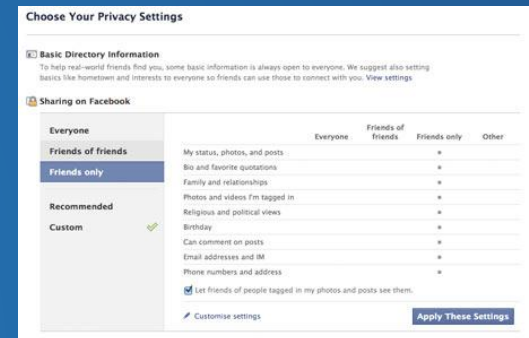 Choose Your Privacy Settings
Basic Directory Information
To help real-world friends find you, some basic information is always open to everyone. We suggest also setting
basics like hometown and interests to everyone so friends can use those to connect with you. View settings
Sharing on Facebook
Everyone
Friends of friends
Friends only
Recommended
Custom
Everyone Friends of friends Friends only Other
My status, photos, and posts
Bio and favorite quotations
Family and relationships
Photos and videos I'm tagged in
Religious and political views
Birthday
Can comment on posts
Email addresses and IM
Phone numbers and address
Let friends of people tagged in my photos and posts see them.
Customise settings
Apply These Settings